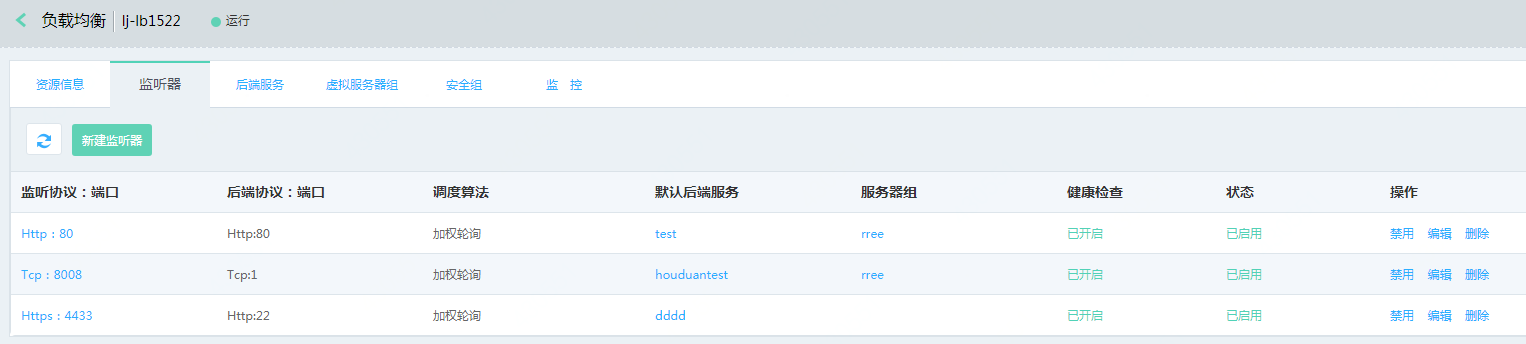 负载均衡 lj-lb1522 运行
资源信息 监听器 后端服务 虚拟服务器组 安全组 监 控
新建监听器
监听协议：端口 后端协议：端口 调度算法 默认后端服务 服务器组 健康检查 状态 操作
Http：80 Http:80 加权轮询 test rree 已开启 已启用 禁用 编辑 删除
Tcp：8008 Tcp:1 加权轮询 houduantest rree 已开启 已启用 禁用 编辑 删除
Https：4433 Http:22 加权轮询 dddd 已开启 已启用 禁用 编辑 删除